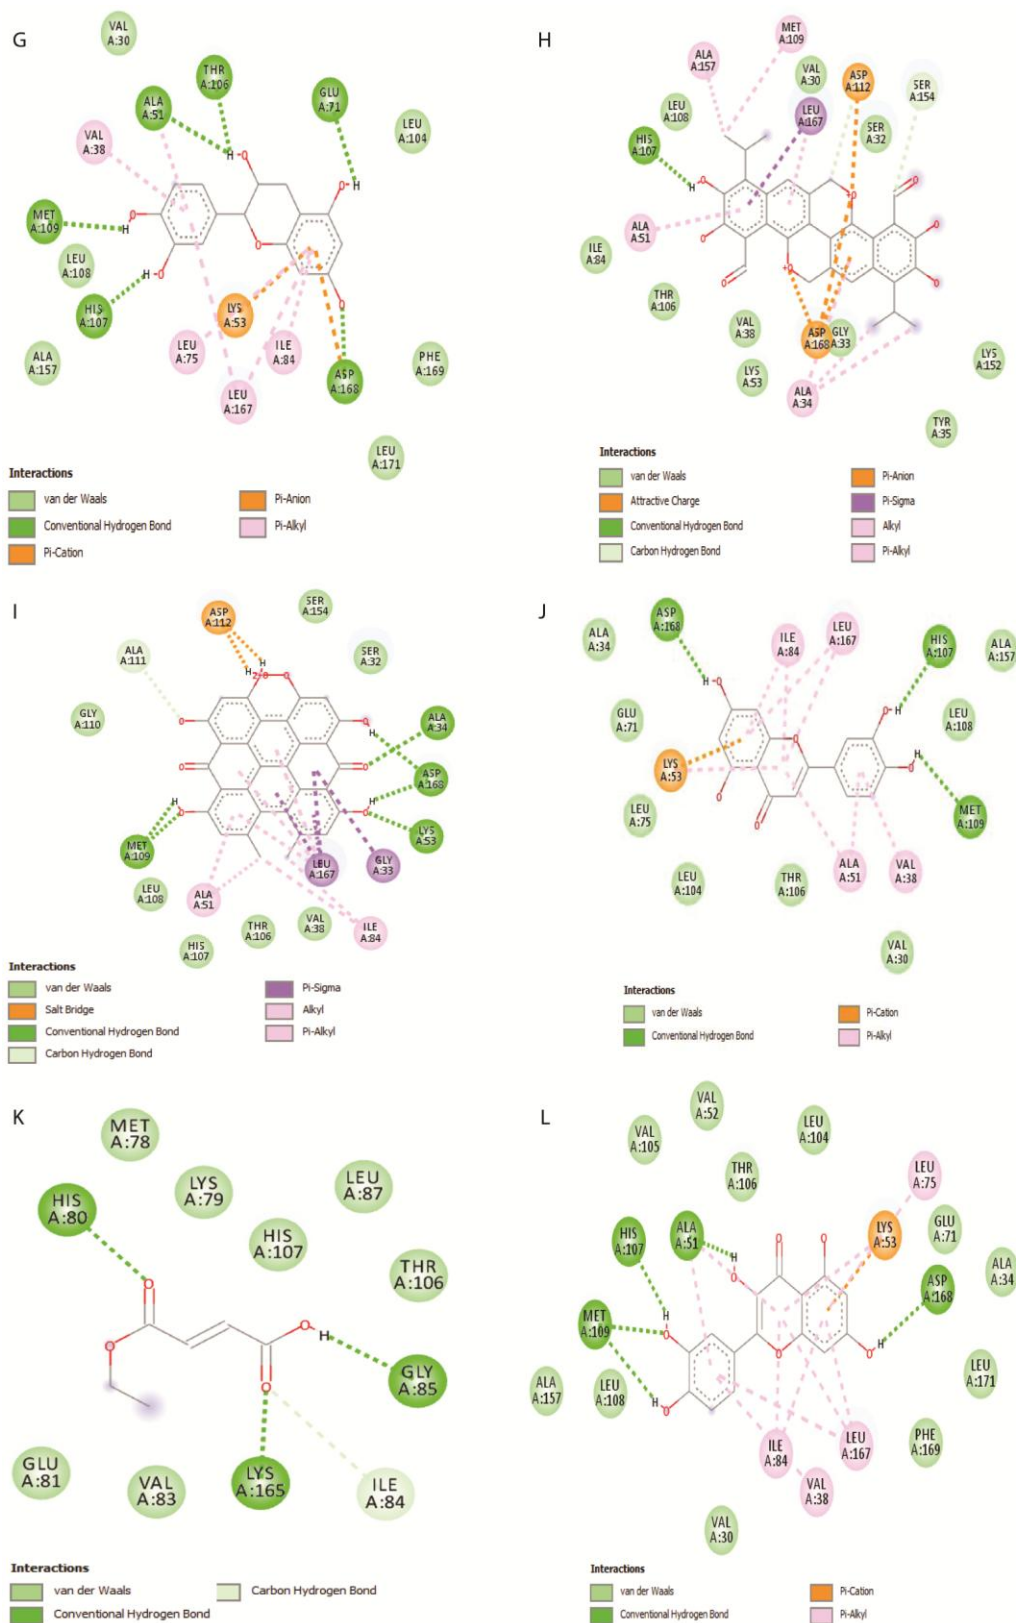 G
VAL
A:30
THR
A:106
ALA
A:51
GLU
A:71
LEU
A:104
VAL
A:38
MET
A:109
LEU
A:108
HIS
A:107
ALA
A:157
LYS
A:53
LEU
A:75
ILE
A:84
LEU
A:167
ASP
A:168
PHE
A:169
LEU
A:171
H
H
H
H
O
O
O
O
O
O
Interactions
van der Waals
Conventional Hydrogen Bond
Pi-Cation
Pi-Anion
Pi-Alkyl
H
MET
A:109
ALA
A:157
VAL
A:30
ASP
A:112
SER
A:154
LEU
A:108
LEU
A:167
SER
A:32
HIS
A:107
ALA
A:51
ILE
A:84
THR
A:106
VAL
A:38
LYS
A:53
ASP
A:168
GLY
A:33
ALA
A:34
LYS
A:152
TYR
A:35
Interactions
van der Waals
Attractive Charge
Conventional Hydrogen Bond
Carbon Hydrogen Bond
Pi-Anion
Pi-Sigma
Alkyl
Pi-Alkyl
I
ASP
A:112
SER
A:154
ALA
A:111
SER
A:32
GLY
A:110
ALA
A:34
ASP
A:168
LYS
A:53
MET
A:109
LEU
A:108
ALA
A:51
LEU
A:167
GLY
A:33
HIS
A:107
THR
A:106
VAL
A:38
ILE
A:84
Interactions
van der Waals
Salt Bridge
Conventional Hydrogen Bond
Carbon Hydrogen Bond
Pi-Sigma
Alkyl
Pi-Alkyl
J
ASP
A:168
ALA
A:34
ILE
A:84
LEU
A:167
HIS
A:107
ALA
A:157
GLU
A:71
LEU
A:108
LYS
A:53
LEU
A:75
MET
A:109
LEU
A:104
THR
A:106
ALA
A:51
VAL
A:38
VAL
A:30
Interactions
van der Waals
Conventional Hydrogen Bond
Pi-Cation
Pi-Alkyl
K
MET
A:78
HIS
A:80
LYS
A:79
LEU
A:87
HIS
A:107
THR
A:106
O
O
O
O
H
GLY
A:85
GLU
A:81
VAL
A:83
LYS
A:165
ILE
A:84
Interactions
van der Waals
Conventional Hydrogen Bond
Carbon Hydrogen Bond
L
VAL
A:52
VAL
A:105
LEU
A:104
THR
A:106
LEU
A:75
HIS
A:107
ALA
A:51
LYS
A:53
GLU
A:71
ALA
A:34
ASP
A:168
MET
A:109
ALA
A:157
LEU
A:108
LEU
A:171
ILE
A:84
LEU
A:167
PHE
A:169
VAL
A:38
VAL
A:30
Interactions
van der Waals
Conventional Hydrogen Bond
Pi-Cation
Pi-Alkyl